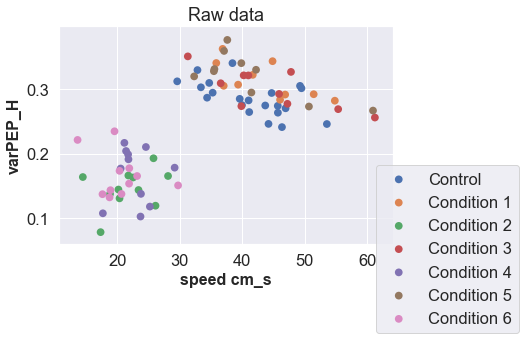 Raw data
varPEP_H
0.3
0.2
0.1
20
30
40
50
60
speed cm_s
Control
Condition 1
Condition 2
Condition 3
Condition 4
Condition 5
Condition 6